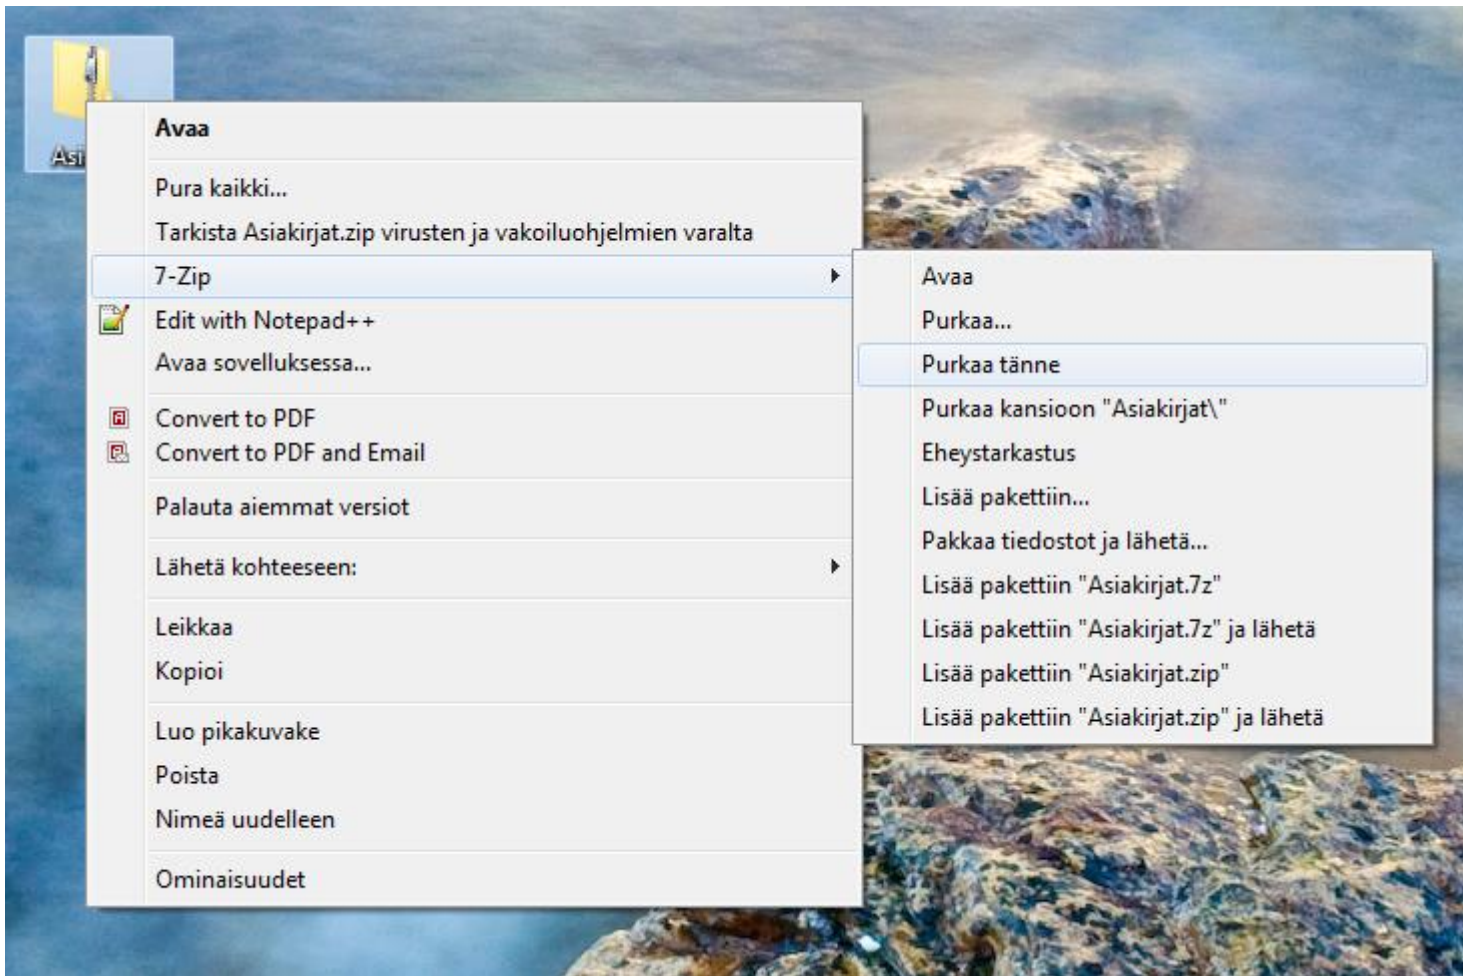 Asi
Avaa
Pura kaikki...
Tarkista Asiakirjat.zip virusten ja vakoiluohjelmien varalta
7-Zip
Edit with Notepad++
Avaa sovelluksessa...
Convert to PDF
Convert to PDF and Email
Palauta aiemmat versiot
Lähetä kohteeseen:
Leikkaa
Kopioi
Luo pikakuvake
Poista
Nimeä uudelleen
Ominaisuudet
Avaa
Purkaa...
Purkaa tänne
Purkaa kansioon "Asiakirjat\"
Eheystarkastus
Lisää pakettiin...
Pakkaa tiedostot ja lähetä...
Lisää pakettiin "Asiakirjat.7z"
Lisää pakettiin "Asiakirjat.7z" ja lähetä
Lisää pakettiin "Asiakirjat.zip"
Lisää pakettiin "Asiakirjat.zip" ja lähetä